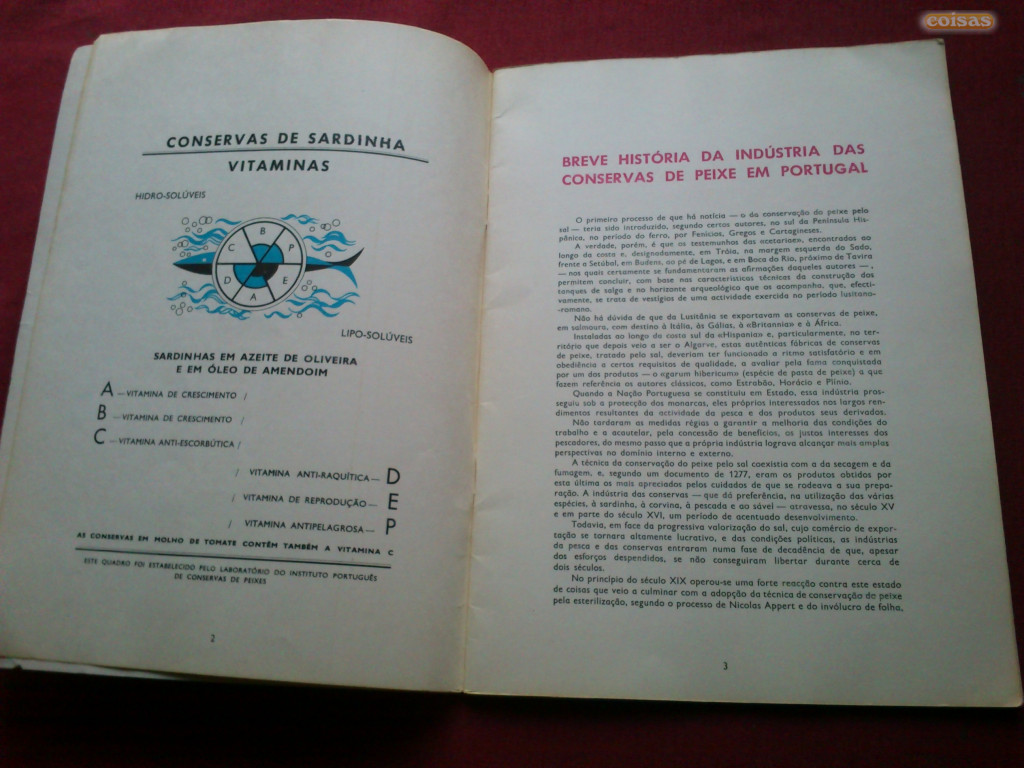 coisas
CONSERVAS DE SARDINHA
VITAMINAS
HIDRO-SOLÚVEIS
B
P
E
A
D
C
LIPO-SOLÚVEIS
SARDINHAS EM AZEITE DE OLIVEIRA
E EM ÓLEO DE AMENDOIM
A — VITAMINA DE CRESCIMENTO /
B — VITAMINA DE CRESCIMENTO /
C — VITAMINA ANTI-ESCORBÚTICA /
/ VITAMINA ANTI-RAQUÍTICA — D
/ VITAMINA DE REPRODUÇÃO — E
/ VITAMINA ANTIPELAGROSA — P
AS CONSERVAS EM MOLHO DE TOMATE CONTÊM TAMBÉM A VITAMINA C
ESTE QUADRO FOI ESTABELECIDO PELO LABORATÓRIO DO INSTITUTO PORTUGUÊS
DE CONSERVAS DE PEIXES
2
BREVE HISTÓRIA DA INDÚSTRIA DAS
CONSERVAS DE PEIXE EM PORTUGAL
O primeiro processo de que há notícia — o da conservação do peixe pelo
sal — teria sido introduzido, segundo certos autores, no sul da Península His-
pânica, no período do ferro, por Fenícios, Gregos e Cartagineses.
A verdade, porém, é que os testemunhos das «cetariae», encontrados ao
longo da costa e, designadamente, em Tróia, na margem esquerda do Sado,
frente a Setúbal, em Budens, ao pé de Lagos, e em Boca do Rio, próximo de Tavira
— nos quais certamente se fundamentaram as afirmações daqueles autores — ,
permitem concluir, com base nas características técnicas da construção dos
tanques de salga e no horizonte arqueológico que os acompanha, que, efecti-
vamente, se trata de vestígios de uma actividade exercida no período lusitano-
-romano.
Não há dúvida de que da Lusitânia se exportavam as conservas de peixe,
em salmoura, com destino à Itália, às Gálias, à «Britannia» e à África.
Instaladas ao longo da costa sul da «Hispania» e, particularmente, no ter-
ritório que depois veio a ser o Algarve, estas autênticas fábricas de conservas
de peixe, tratado pelo sal, deveriam ter funcionado a ritmo satisfatório e em
obediência a certos requisitos de qualidade, a avaliar pela fama conquistada
por um dos produtos — o «garum hibericum» (espécie de pasta de peixe) a que
fazem referência os autores clássicos, como Estrabão, Horácio e Plínio.
Quando a Nação Portuguesa se constituiu em Estado, essa indústria pros-
seguiu sob a protecção dos monarcas, eles próprios interessados nos largos ren-
dimentos resultantes da actividade da pesca e dos produtos seus derivados.
Não tardaram as medidas régias a garantir a melhoria das condições do
trabalho e a acautelar, pela concessão de benefícios, os justos interesses dos
pescadores, do mesmo passo que a própria indústria lograva alcançar mais amplas
perspectivas no domínio interno e externo.
A técnica da conservação do peixe pelo sal coexistia com a da secagem e da
fumagem, e, segundo um documento de 1277, eram os produtos obtidos por
esta última os mais apreciados pelos cuidados de que se rodeava a sua prepa-
ração. A indústria das conservas — que dá preferência, na utilização das várias
espécies, à sardinha, à corvina, à pescada e ao sável — atravessa, no século XV
e em parte do século XVI, um período de acentuado desenvolvimento.
Todavia, em face da progressiva valorização do sal, cujo comércio de expor-
tação se tornara altamente lucrativo, e das condições políticas, as indústrias
da pesca e das conservas entraram numa fase de decadência de que, apesar
dos esforços despendidos, se não conseguiram libertar durante cerca de
dois séculos.
No princípio do século XIX operou-se uma forte reacção contra este estado
de coisas que veio a culminar com a adopção da técnica de conservação do peixe
pela esterilização, segundo o processo de Nicolas Appert e do invólucro de folha,
3